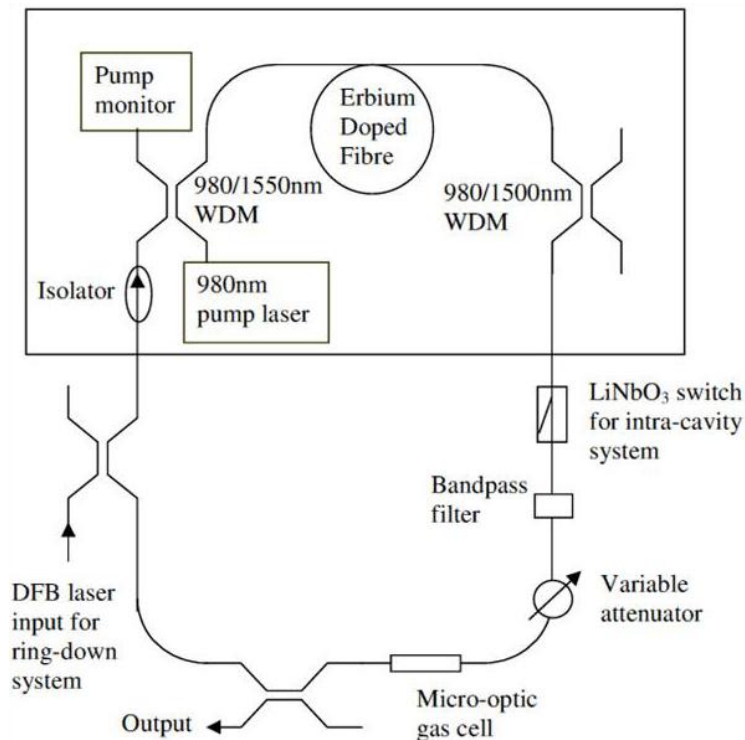 Pump
monitor
Erbium
Doped
Fibre
980/1550nm
WDM
980/1500nm
WDM
Isolator
980nm
pump laser
LiNbO₃ switch
for intra-cavity
system
Bandpass
filter
DFB laser
input for
ring-down
system
Variable
attenuator
Micro-optic
gas cell
Output